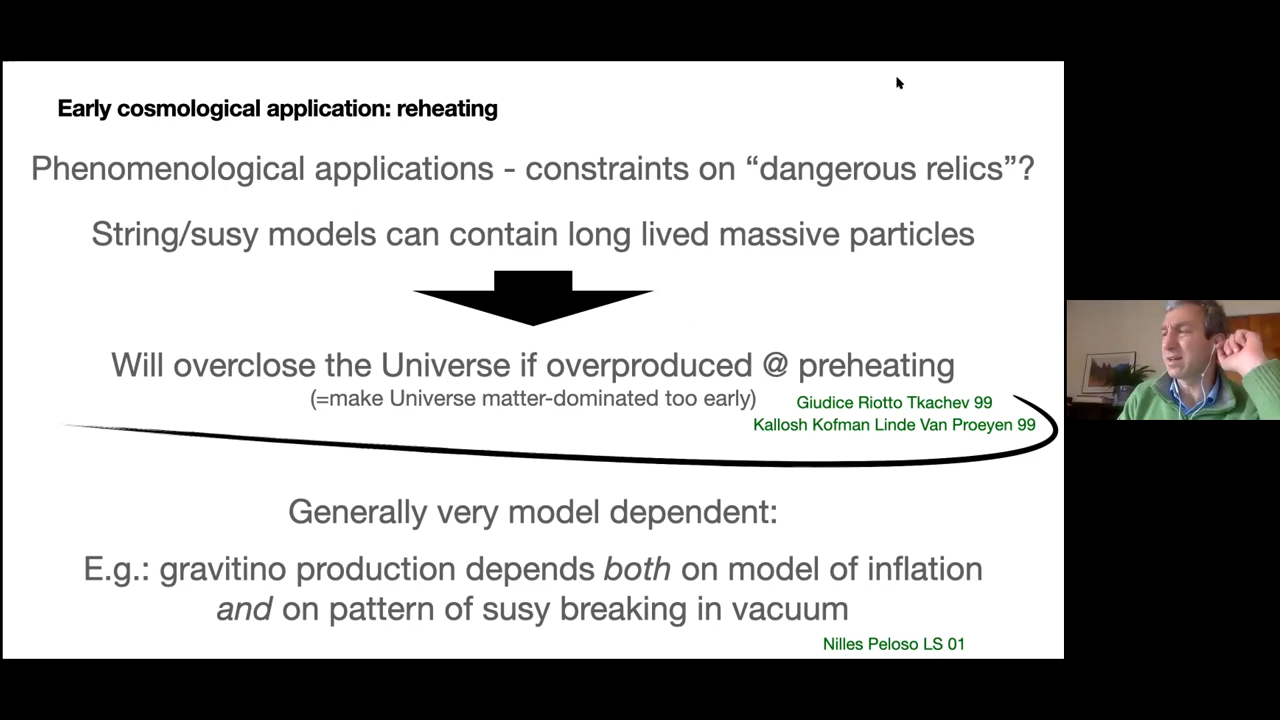 Early cosmological application: reheating
Phenomenological applications - constraints on “dangerous relics”?
String/susy models can contain long lived massive particles
Will overclose the Universe if overproduced @ preheating
(=make Universe matter-dominated too early)
Giudice Riotto Tkachev 99
Kallosh Kofman Linde Van Proeyen 99
Generally very model dependent:
E.g.: gravitino production depends both on model of inflation
and on pattern of susy breaking in vacuum
Nilles Peloso LS 01